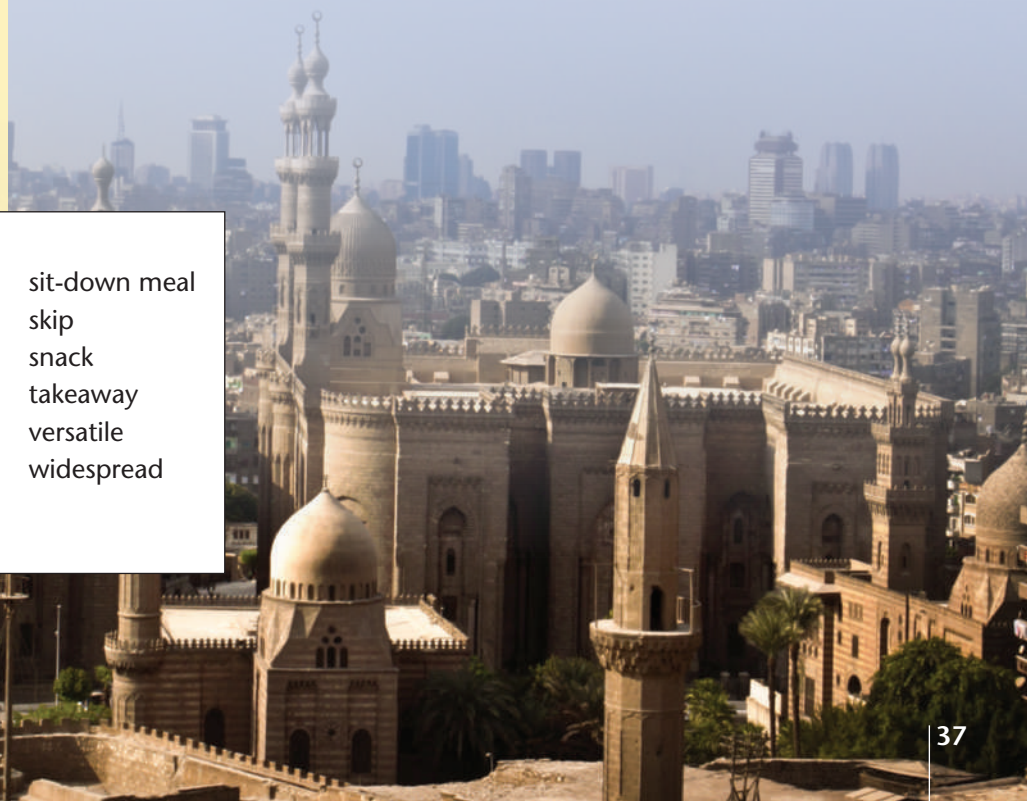 sit-down meal
skip
snack
takeaway
versatile
widespread
37